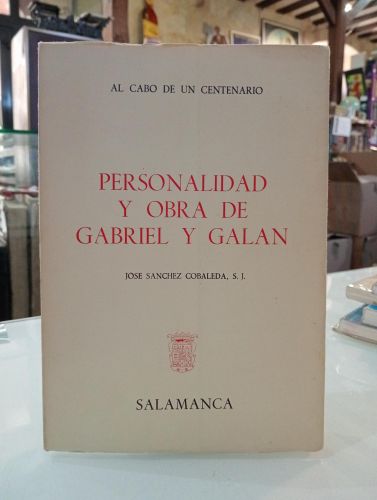 AL CABO DE UN CENTENARIO
PERSONALIDAD
Y OBRA DE
GABRIEL Y GALAN
JOSE SANCHEZ COBALEDA, S. J.
SALAMANCA